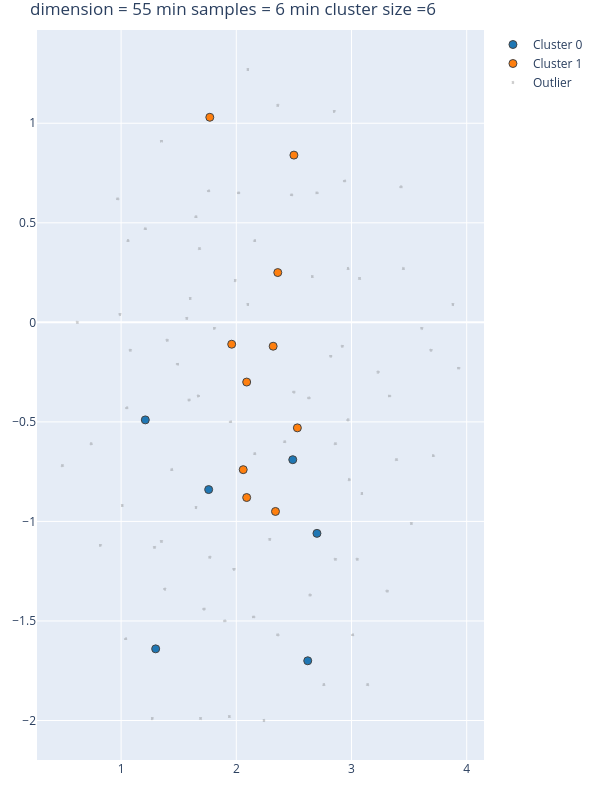 dimension = 55 min samples = 6 min cluster size =6
Cluster 0
Cluster 1
Outlier
1
0.5
0
−0.5
−1
−1.5
−2
1
2
3
4